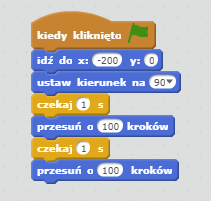 kiedy kliknięto
idź do x: -200 y: 0
ustaw kierunek na 90
czekaj 1 s
przesuń o 100 kroków
czekaj 1 s
przesuń o 100 kroków